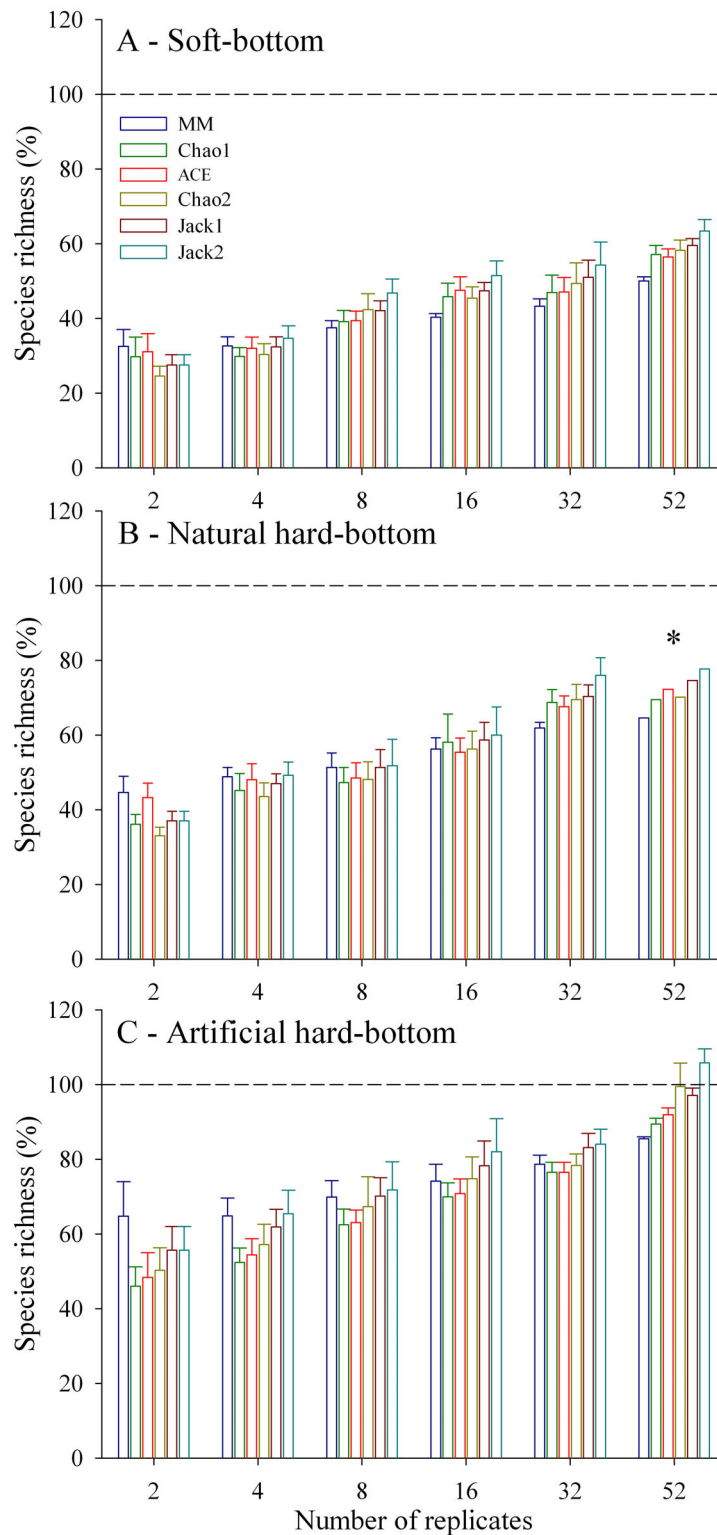 A - Soft-bottom
MM
Chao1
ACE
Chao2
Jack1
Jack2
Species richness (%)
120
100
80
60
40
20
0
2 4 8 16 32 52
B - Natural hard-bottom
*
Species richness (%)
120
100
80
60
40
20
0
2 4 8 16 32 52
C - Artificial hard-bottom
Species richness (%)
120
100
80
60
40
20
0
2 4 8 16 32 52
Number of replicates